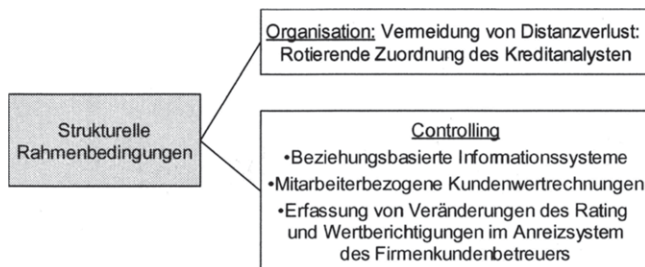 Organisation: Vermeidung von Distanzverlust:
Rotierende Zuordnung des Kreditanalysten
Strukturelle
Rahmenbedingungen
Controlling
•Beziehungsbasierte Informationssysteme
•Mitarbeiterbezogene Kundenwertrechnungen
•Erfassung von Veränderungen des Rating
und Wertberichtigungen im Anreizsystem
des Firmenkundenbetreuers